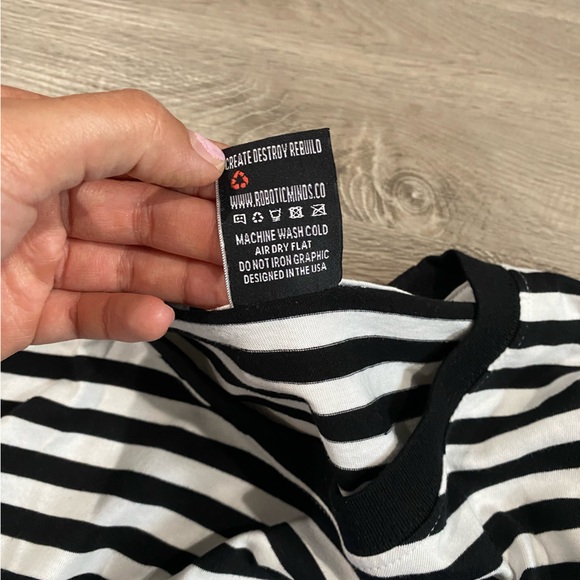 CREATE DESTROY REBUILD
WWW.ROBOTICMINDS.CO
MACHINE WASH COLD
AIR DRY FLAT
DO NOT IRON GRAPHIC
DESIGNED IN THE USA